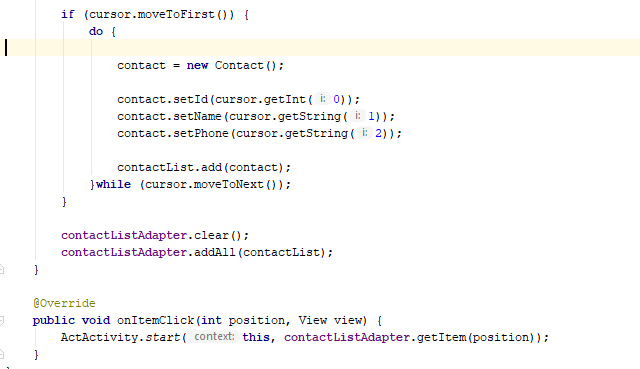 if (cursor.moveToFirst()) {
do {
contact = new Contact();
contact.setId(cursor.getInt( i: 0));
contact.setName(cursor.getString( i: 1));
contact.setPhone(cursor.getString( i: 2));
contactList.add(contact);
}while (cursor.moveToNext());
}
contactListAdapter.clear();
contactListAdapter.addAll(contactList);
}
@Override
public void onItemClick(int position, View view) {
ActActivity.start( context: this, contactListAdapter.getItem(position));
}